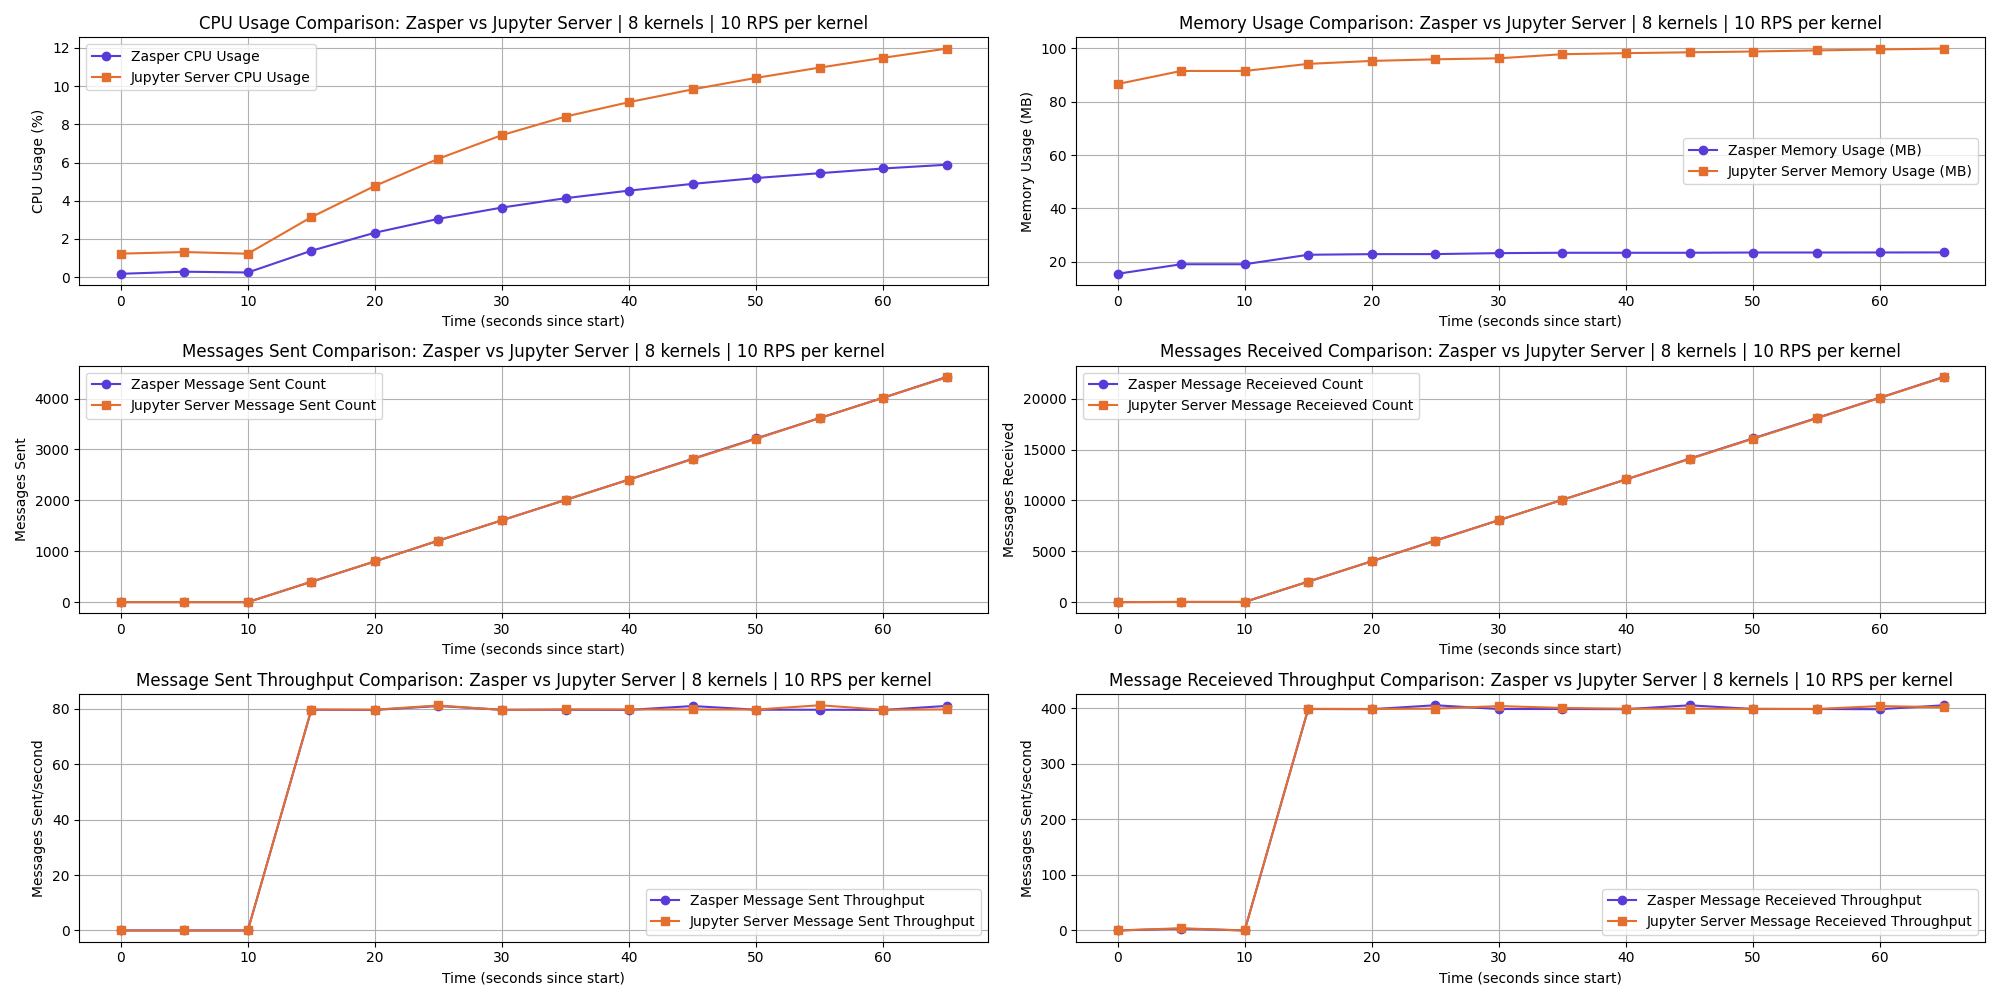 CPU Usage Comparison: Zasper vs Jupyter Server | 8 kernels | 10 RPS per kernel
Zasper CPU Usage
Jupyter Server CPU Usage
CPU Usage (%)
12
10
8
6
4
2
0
0 10 20 30 40 50 60
Time (seconds since start)
Memory Usage Comparison: Zasper vs Jupyter Server | 8 kernels | 10 RPS per kernel
Zasper Memory Usage (MB)
Jupyter Server Memory Usage (MB)
Memory Usage (MB)
100
80
60
40
20
0 10 20 30 40 50 60
Time (seconds since start)
Messages Sent Comparison: Zasper vs Jupyter Server | 8 kernels | 10 RPS per kernel
Zasper Message Sent Count
Jupyter Server Message Sent Count
Messages Sent
4000
3000
2000
1000
0
0 10 20 30 40 50 60
Time (seconds since start)
Messages Received Comparison: Zasper vs Jupyter Server | 8 kernels | 10 RPS per kernel
Zasper Message Receieved Count
Jupyter Server Message Receieved Count
Messages Received
20000
15000
10000
5000
0
0 10 20 30 40 50 60
Time (seconds since start)
Message Sent Throughput Comparison: Zasper vs Jupyter Server | 8 kernels | 10 RPS per kernel
Zasper Message Sent Throughput
Jupyter Server Message Sent Throughput
Messages Sent/second
80
60
40
20
0
0 10 20 30 40 50 60
Time (seconds since start)
Message Receieved Throughput Comparison: Zasper vs Jupyter Server | 8 kernels | 10 RPS per kernel
Zasper Message Receieved Throughput
Jupyter Server Message Receieved Throughput
Messages Sent/second
400
300
200
100
0
0 10 20 30 40 50 60
Time (seconds since start)